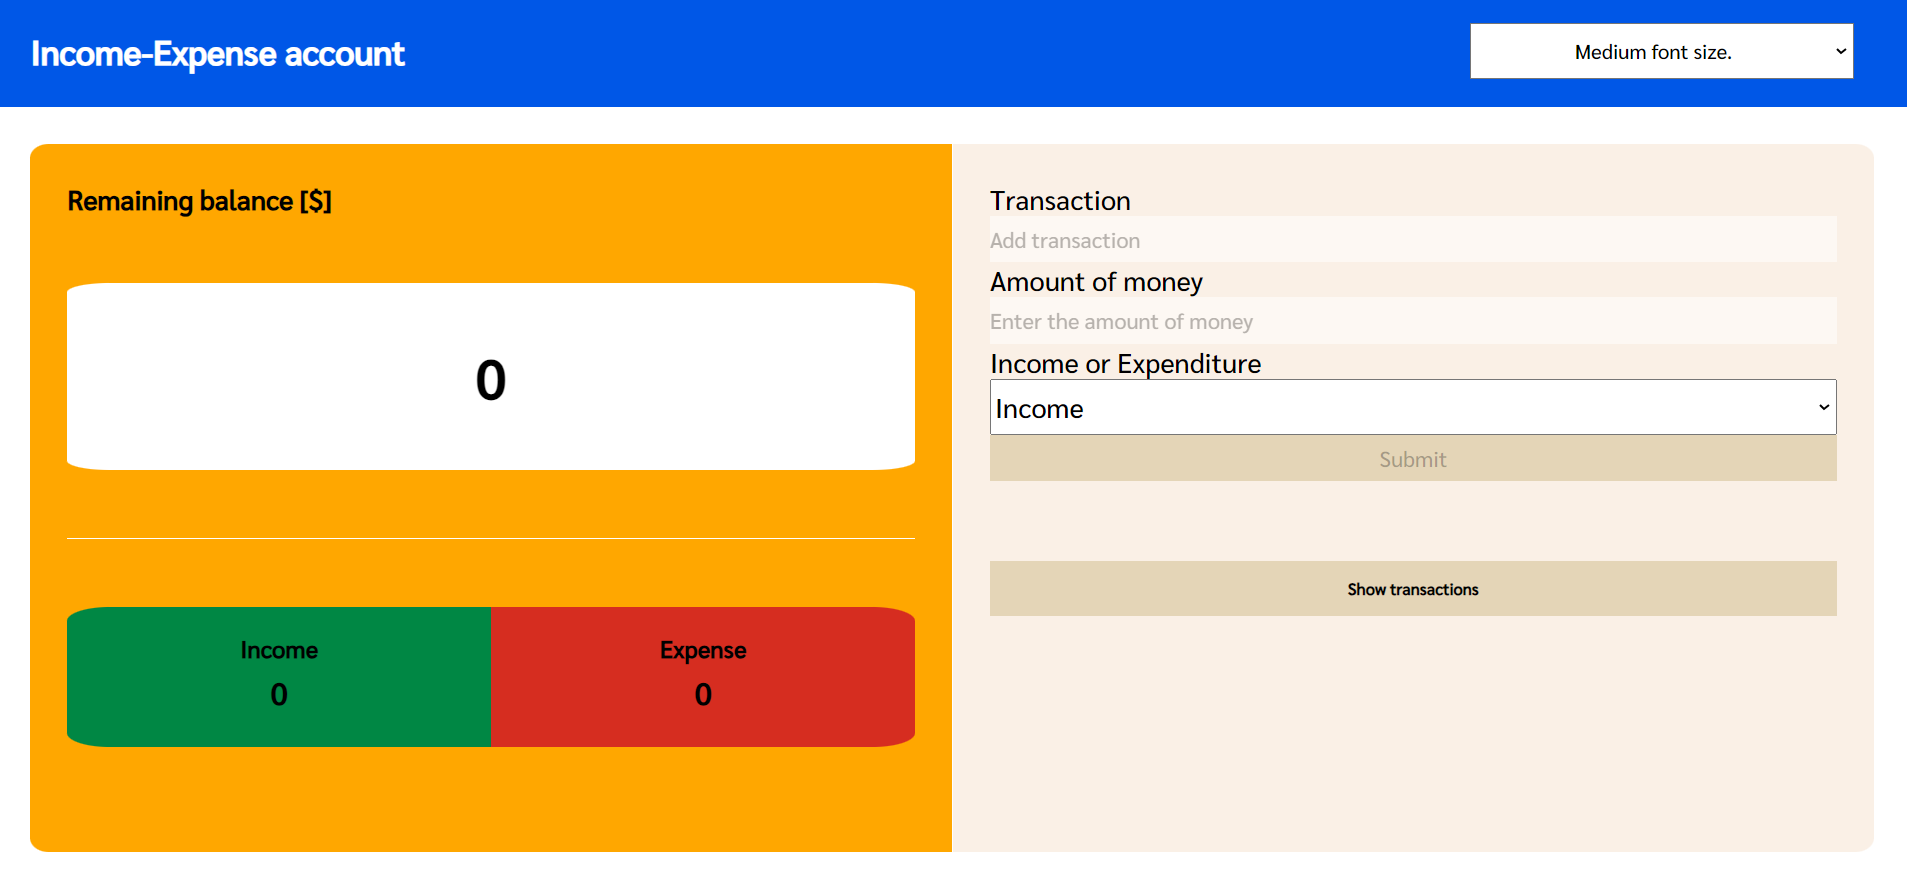 Income-Expense account
Medium font size.
Remaining balance [$]
0
Income
0
Expense
0
Transaction
Add transaction
Amount of money
Enter the amount of money
Income or Expenditure
Income
Submit
Show transactions